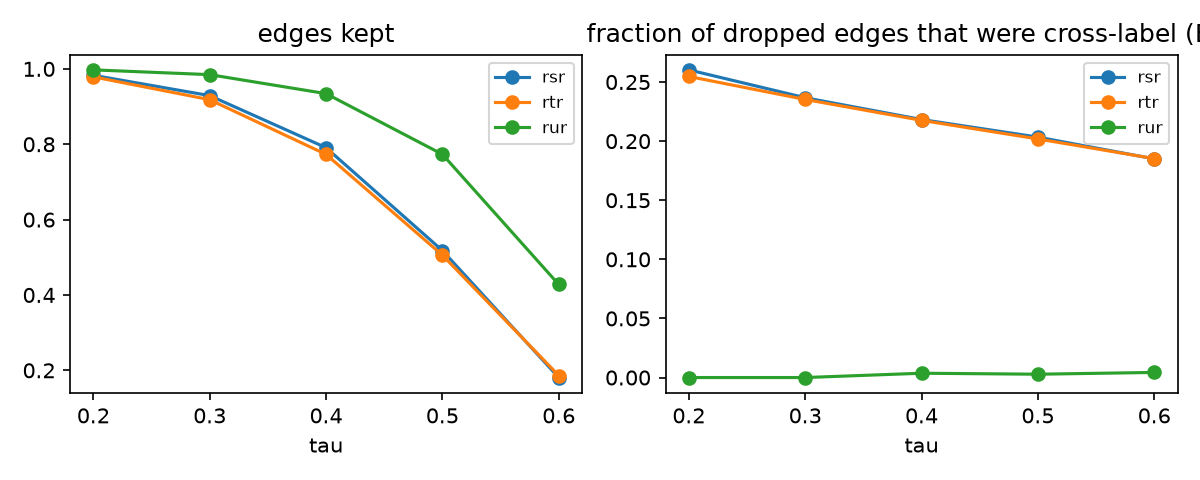 edges kept
1.0
0.8
0.6
0.4
0.2
0.2 0.3 0.4 0.5 0.6
tau
rsr
rtr
rur
fraction of dropped edges that were cross-label (
0.25
0.20
0.15
0.10
0.05
0.00
0.2 0.3 0.4 0.5 0.6
tau
rsr
rtr
rur